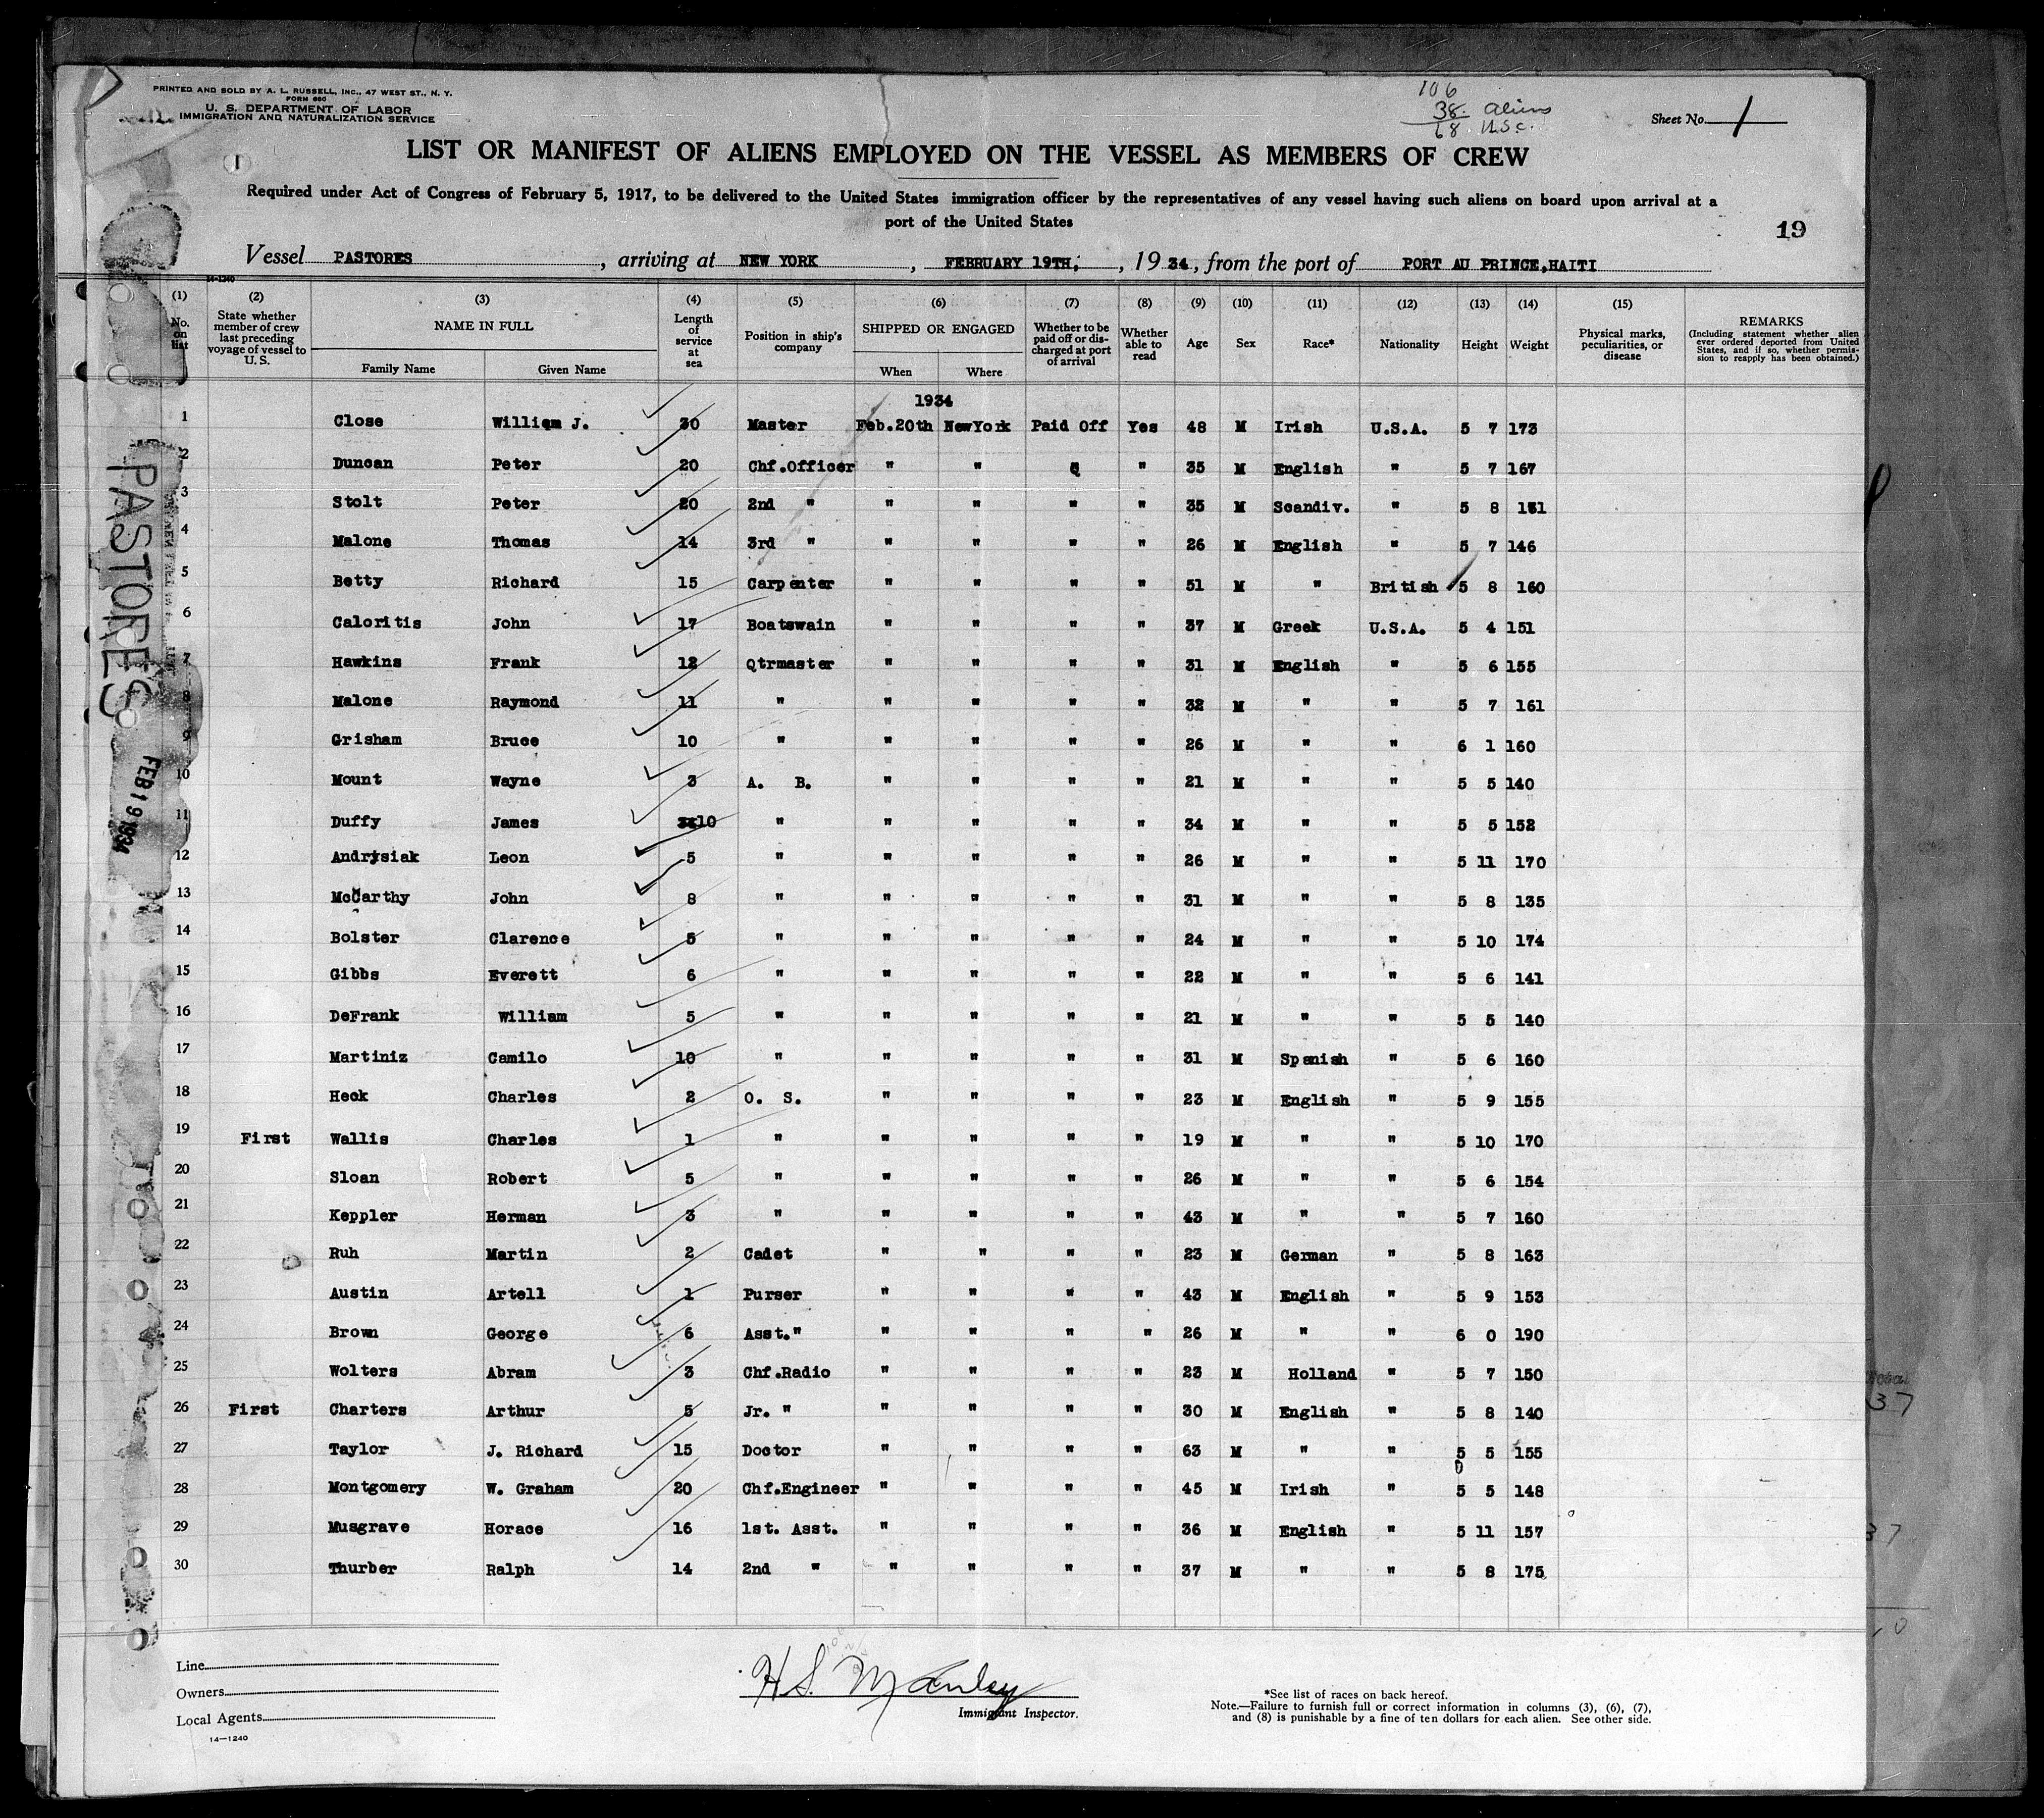 PRINTED AND SOLD BY A. L. RUSSELL, INC., 47 WEST ST., N. Y.
FORM 680
U. S. DEPARTMENT OF LABOR
IMMIGRATION AND NATURALIZATION SERVICE
106
38. aliens
68. U.S.C.
Sheet No. 1
LIST OR MANIFEST OF ALIENS EMPLOYED ON THE VESSEL AS MEMBERS OF CREW
Required under Act of Congress of February 5, 1917, to be delivered to the United States immigration officer by the representatives of any vessel having such aliens on board upon arrival at a
port of the United States
19
Vessel PASTORES, arriving at NEW YORK, FEBRUARY 19TH, 1934, from the port of PORT AU PRINCE, HAITI
14-1240
(1) (2) (3) (4) (5) (6) (7) (8) (9) (10) (11) (12) (13) (14) (15)
No. on list
State whether member of crew last preceding voyage of vessel to U. S.
NAME IN FULL
Family Name Given Name
Length of service at sea
Position in ship's company
SHIPPED OR ENGAGED
When Where
Whether to be paid off or discharged at port of arrival
Whether able to read
Age
Sex
Race*
Nationality
Height
Weight
Physical marks, peculiarities, or disease
REMARKS
(Including statement whether alien ever ordered deported from United States, and if so, whether permission to reapply has been obtained.)
1934
1 Close William J. 30 Master Feb.20th NewYork Paid Off Yes 48 M Irish U.S.A. 5 7 173
2 Duncan Peter 20 Chf.Officer " " " 35 M English " 5 7 167
3 Stolt Peter 20 2nd " " " " " 35 M Scandiv. " 5 8
4 Malone Thomas 14 3rd " " " " " 26 M English " 5 7 146
5 Betty Richard 15 Carpenter " " " " 51 M " British 5 8 160
6 Caloritis John 17 Boatswain " " " " 37 M Greek U.S.A. 5 4 151
7 Hawkins Frank 12 Qtrmaster " " " " 31 M English " 5 6 155
8 Malone Raymond 11 " " " " " 32 M " " 5 7 161
9 Grisham Bruce 10 " " " " " 26 M " " 6 1 160
10 Mount Wayne 3 A. B. " " " " 21 M " " 5 5 140
11 Duffy James 10 " " " " " 34 M " " 5 5 152
12 Andrysiak Leon 5 " " " " " 26 M " " 5 11 170
13 McCarthy John 8 " " " " " 31 M " " 5 8 135
14 Bolster Clarence 5 " " " " " 24 M " " 5 10 174
15 Gibbs Everett 6 " " " " " 22 M " " 5 6 141
16 DeFrank William 5 " " " " " 21 M " " 5 5 140
17 Martiniz Camilo 10 " " " " " 31 M Spanish " 5 6 160
18 Heck Charles 2 O. S. " " " " 23 M English " 5 9 155
19 First Wallis Charles 1 " " " " " 19 M " " 5 10 170
20 Sloan Robert 5 " " " " " 26 M " " 5 6 154
21 Keppler Herman 3 " " " " " 43 M " " 5 7 160
22 Ruh Martin 2 Cadet " " " " 23 M German " 5 8 163
23 Austin Artell 1 Purser " " " " 43 M English " 5 9 153
24 Brown George 6 Asst." " " " " 26 M " " 6 0 190
25 Wolters Abram 3 Chf.Radio " " " " 23 M Holland " 5 7 150
26 First Charters Arthur 5 Jr. " " " " " 30 M English " 5 8 140
27 Taylor J. Richard 15 Doctor " " " " 63 M " " 5 5 155
28 Montgomery W. Graham 20 Chf.Engineer " " " " 45 M Irish " 5 5 148
29 Musgrave Horace 16 1st. Asst. " " " " 36 M English " 5 11 157
30 Thurber Ralph 14 2nd " " " " " 37 M " " 5 8 175
PASTORES
FEB 19 1934
37
37
Line
Owners
Local Agents
14—1240
H.S. Manley
Immigrant Inspector.
*See list of races on back hereof.
Note.—Failure to furnish full or correct information in columns (3), (6), (7),
and (8) is punishable by a fine of ten dollars for each alien. See other side.